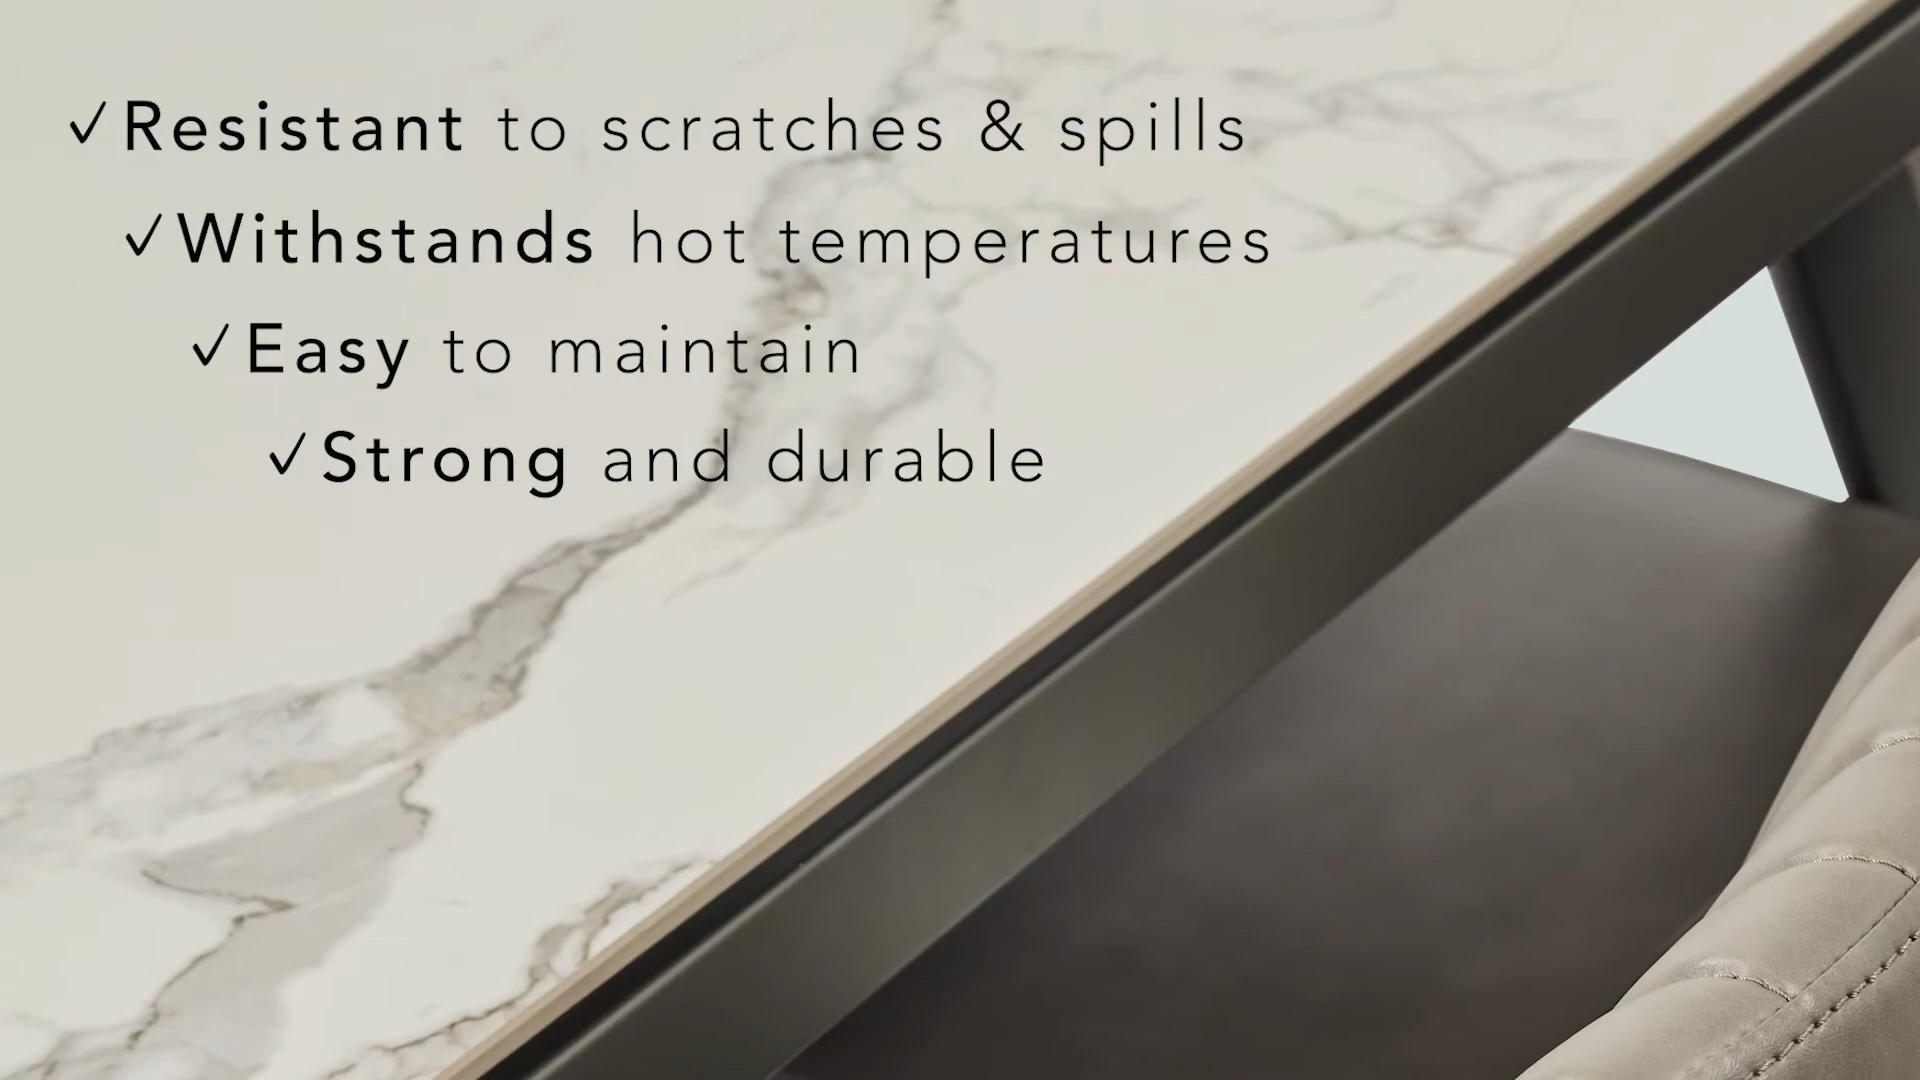 ✓Resistant to scratches & spills
✓Withstands hot temperatures
✓Easy to maintain
✓Strong and durable